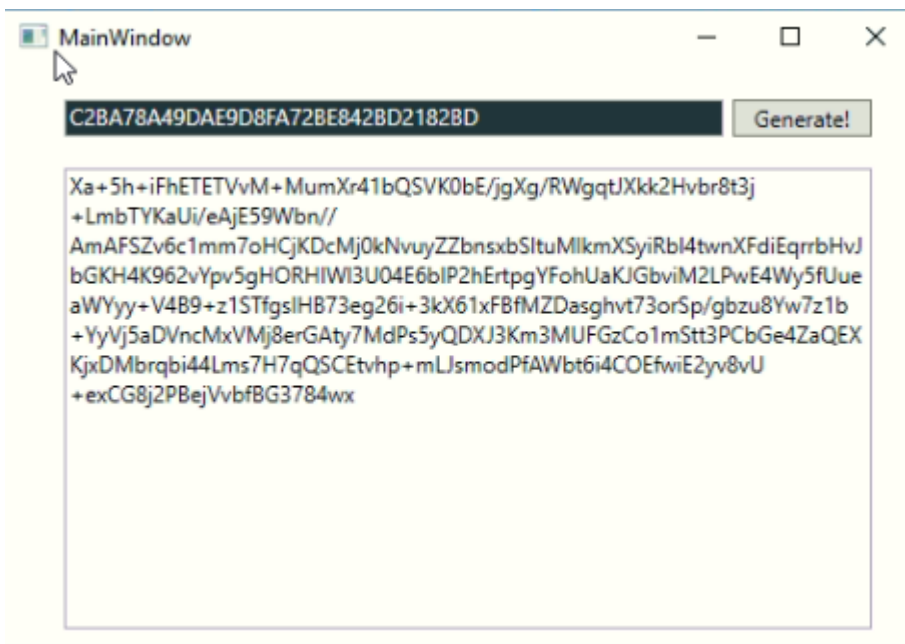 MainWindow
C2BA78A49DAE9D8FA72BE842BD2182BD
Generate!
Xa+5h+iFhETETVvM+MumXr41bQSVK0bE/jgXg/RWgqtJXkk2Hvbr8t3j
+LmbTYKaUi/eAjE59Wbn//
AmAFSZv6c1mm7oHCjKDcMj0kNvuyZZbnsxbSItuMlkmXSyiRbI4twnXFdiEqrrbHvJ
bGKH4K962vYpv5gHORHIWI3U04E6bIP2hErtpgYFohUaKJGbviM2LPwE4Wy5fUue
aWYyy+V4B9+z1STfgsIHB73eg26i+3kX61xFBfMZDasghvt73orSp/gbzu8Yw7z1b
+YyVj5aDVncMxVMj8erGAty7MdPs5yQDXJ3Km3MUFGzCo1mStt3PCbGe4ZaQEX
KjxDMbrqbi44Lms7H7qQSCEtvhp+mLJsmodPfAWbt6i4COEfwiE2yv8vU
+exCG8j2PBejVvbfBG3784wx